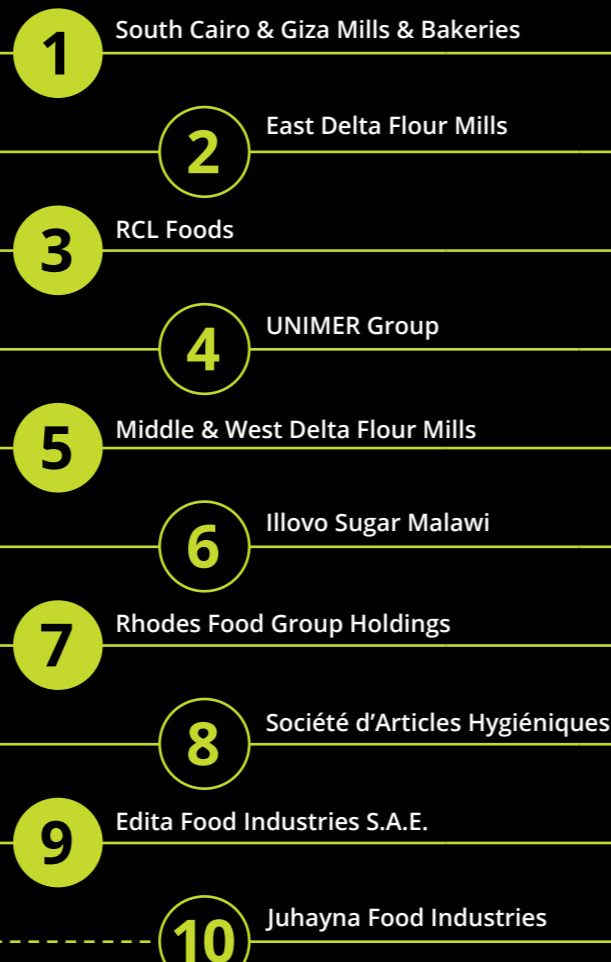 1
South Cairo & Giza Mills & Bakeries
2
East Delta Flour Mills
3
RCL Foods
4
UNIMER Group
5
Middle & West Delta Flour Mills
6
Illovo Sugar Malawi
7
Rhodes Food Group Holdings
8
Société d’Articles Hygiéniques
9
Edita Food Industries S.A.E.
10
Juhayna Food Industries